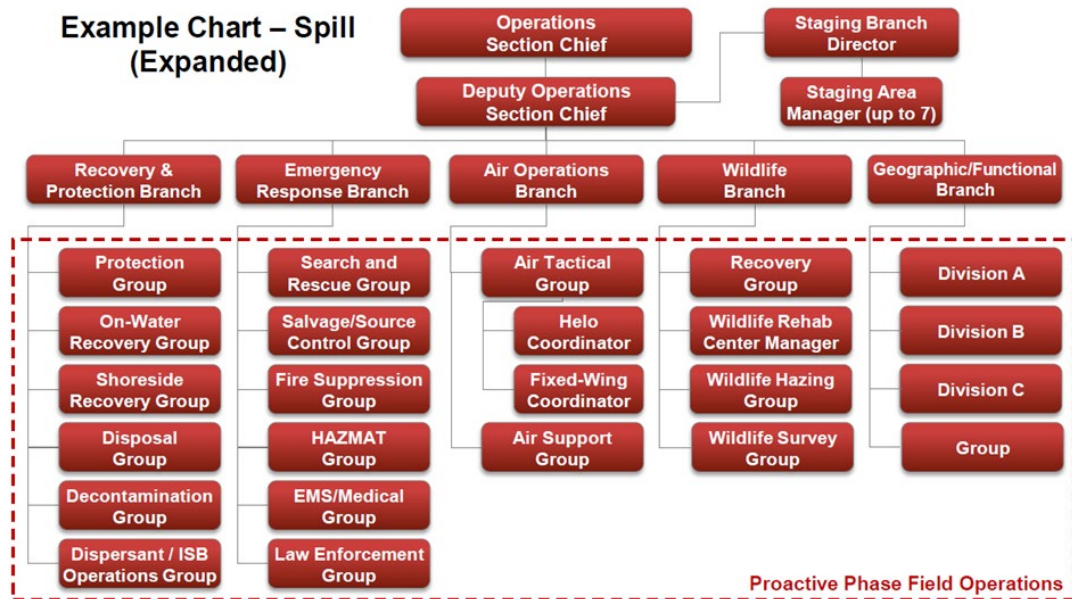 Example Chart – Spill
(Expanded)
Operations
Section Chief
Staging Branch
Director
Deputy Operations
Section Chief
Staging Area
Manager (up to 7)
Recovery &
Protection Branch
Emergency
Response Branch
Air Operations
Branch
Wildlife
Branch
Geographic/Functional
Branch
Protection
Group
On-Water
Recovery Group
Shoreside
Recovery Group
Disposal
Group
Decontamination
Group
Dispersant / ISB
Operations Group
Search and
Rescue Group
Salvage/Source
Control Group
Fire Suppression
Group
HAZMAT
Group
EMS/Medical
Group
Law Enforcement
Group
Air Tactical
Group
Helo
Coordinator
Fixed-Wing
Coordinator
Air Support
Group
Recovery
Group
Wildlife Rehab
Center Manager
Wildlife Hazing
Group
Wildlife Survey
Group
Division A
Division B
Division C
Group
Proactive Phase Field Operations